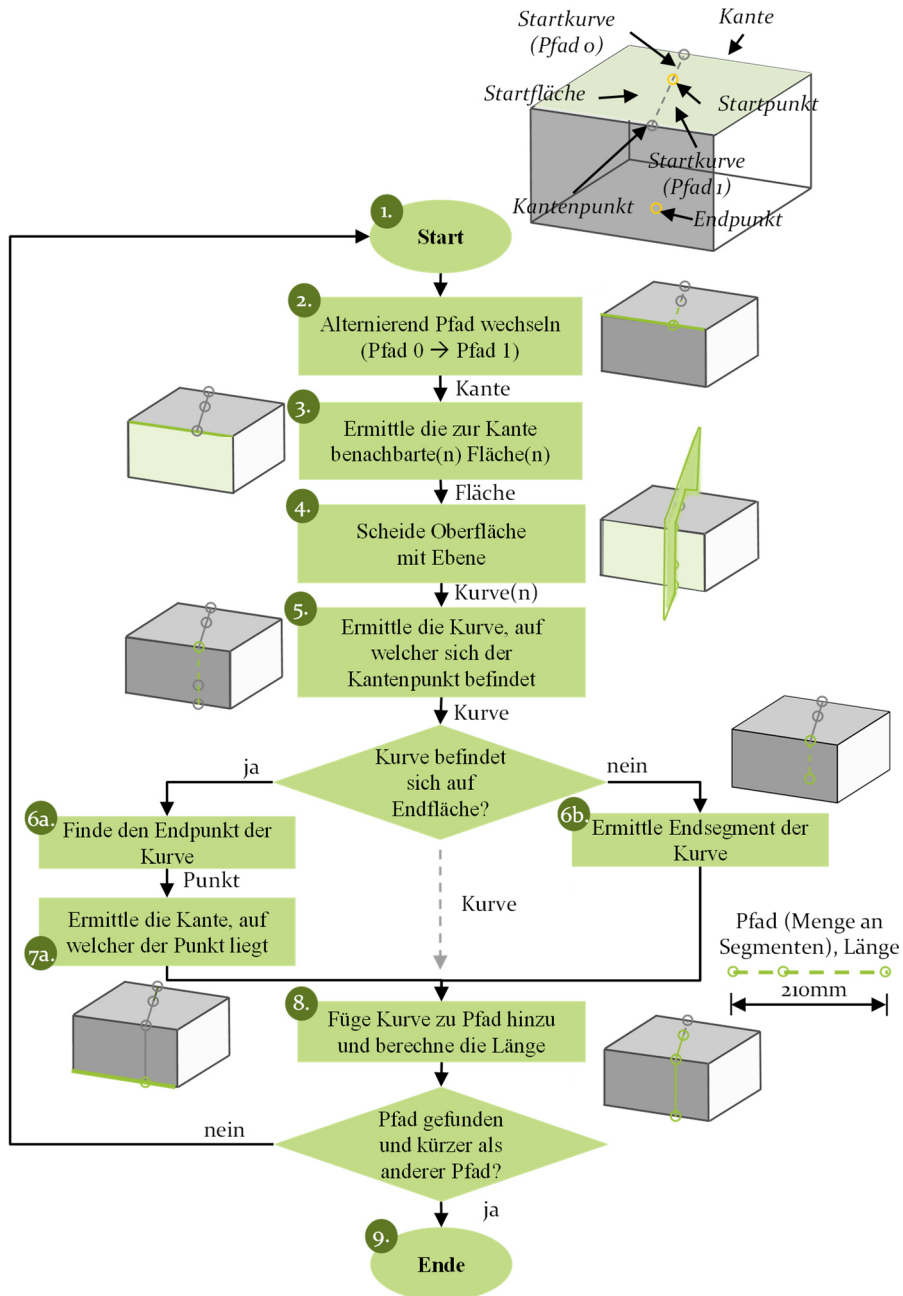 Startkurve
(Pfad 0)
Kante
Startfläche
Startpunkt
Startkurve
(Pfad 1)
Kantenpunkt
Endpunkt
1.
Start
2.
Alternierend Pfad wechseln
(Pfad 0 → Pfad 1)
Kante
3.
Ermittle die zur Kante
benachbarte(n) Fläche(n)
Fläche
4.
Scheide Oberfläche
mit Ebene
Kurve(n)
5.
Ermittle die Kurve, auf
welcher sich der
Kantenpunkt befindet
Kurve
Kurve befindet
sich auf
Endfläche?
ja
nein
6a.
Finde den Endpunkt der
Kurve
6b.
Ermittle Endsegment der
Kurve
Punkt
Kurve
7a.
Ermittle die Kante, auf
welcher der Punkt liegt
Pfad (Menge an
Segmenten), Länge
210mm
8.
Füge Kurve zu Pfad hinzu
und berechne die Länge
Pfad gefunden
und kürzer als
anderer Pfad?
nein
ja
9.
Ende